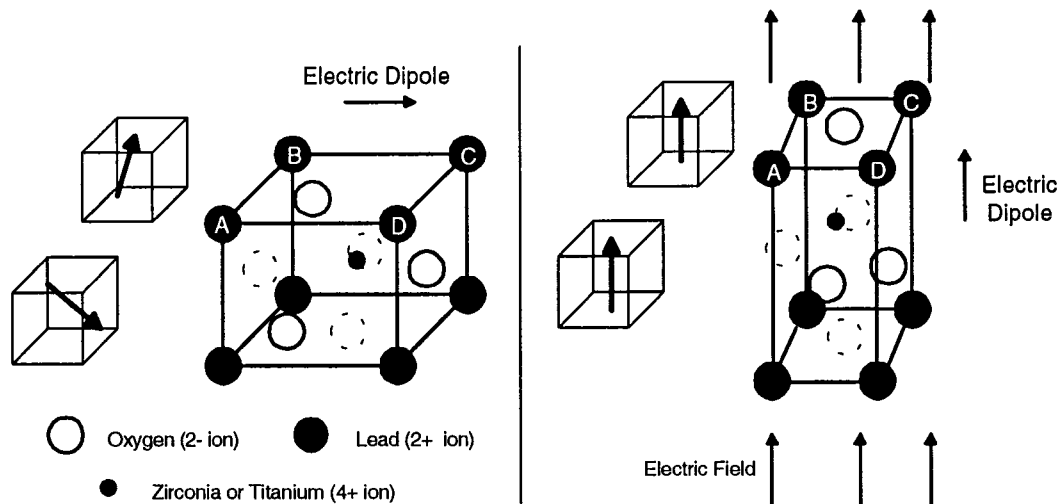 Electric Dipole
B
C
A
D
Oxygen (2- ion)
Lead (2+ ion)
Zirconia or Titanium (4+ ion)
B
C
A
D
Electric
Dipole
Electric Field